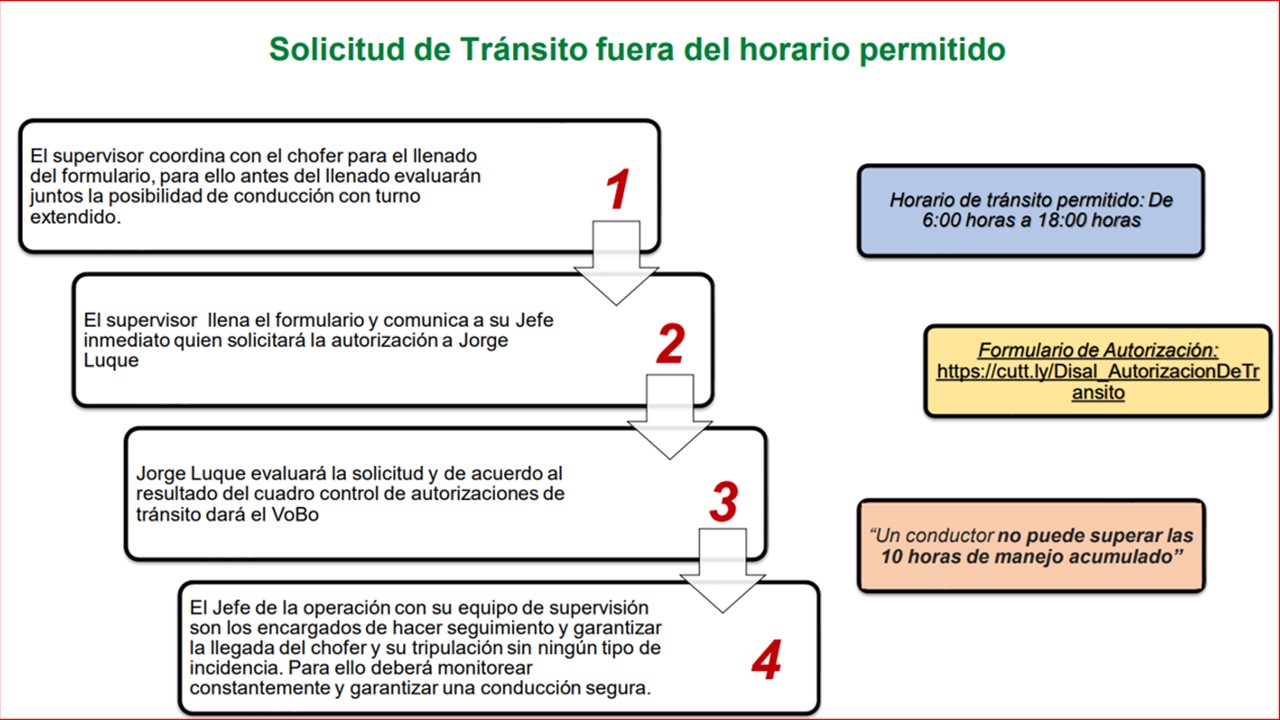 Solicitud de Tránsito fuera del horario permitido
El supervisor coordina con el chofer para el llenado
del formulario, para ello antes del llenado evaluarán
juntos la posibilidad de conducción con turno
extendido.
1
El supervisor  llena el formulario y comunica a su Jefe
inmediato quien solicitará la autorización a Jorge
Luque
2
Jorge Luque evaluará la solicitud y de acuerdo al
resultado del cuadro control de autorizaciones de
tránsito dará el VoBo
3
El Jefe de la operación con su equipo de supervisión
son los encargados de hacer seguimiento y garantizar
la llegada del chofer y su tripulación sin ningún tipo de
incidencia. Para ello deberá monitorear
constantemente y garantizar una conducción segura.
4
Horario de tránsito permitido: De
6:00 horas a 18:00 horas
Formulario de Autorización:
https://cutt.ly/Disal_AutorizacionDeTr
ansito
“Un conductor no puede superar las
10 horas de manejo acumulado”